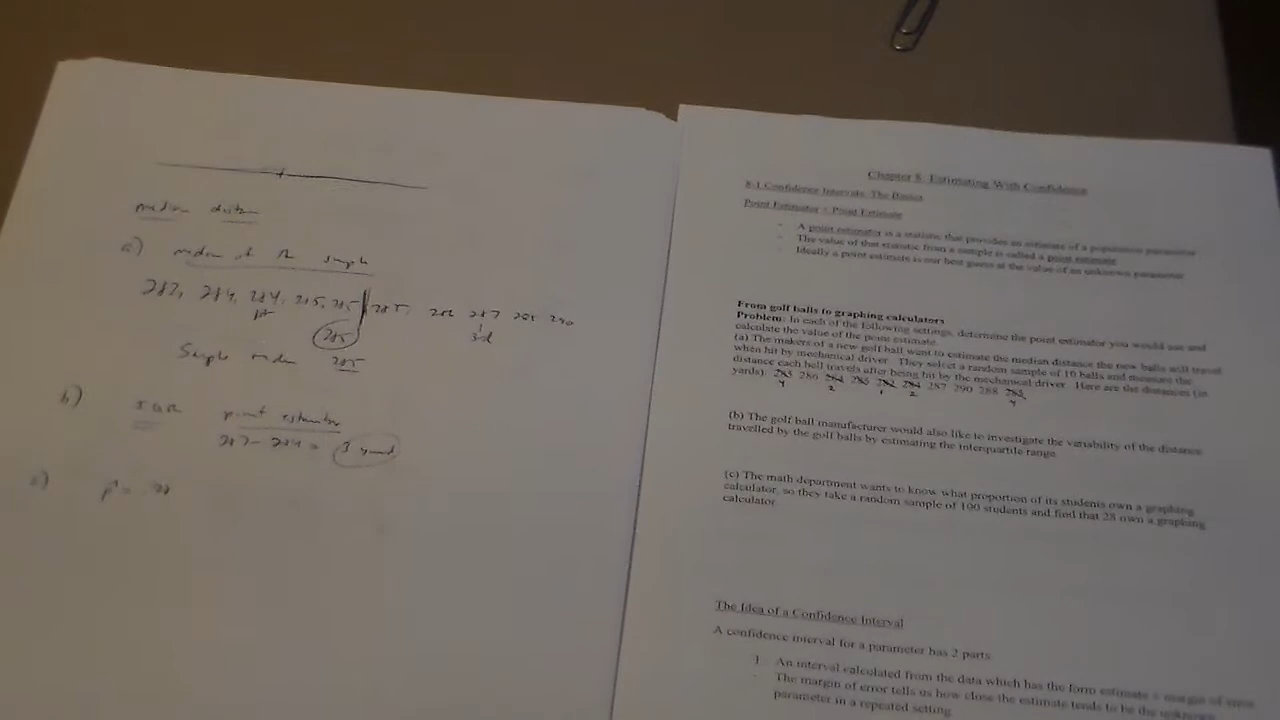 median distan
a) median of the sample
282, 284, 284, 285, 285 | 285, 286 287 288 290
285
Sample median 285
b) IQR point estimator
287 - 284 = 3 yards
c) p̂ =
Chapter 8: Estimating With Confidence
8-1 Confidence Intervals: The Basics
Point Estimator < Point Estimate
A point estimator is a statistic that provides an estimate of a population parameter
The value of that statistic from a sample is called a point estimate
Ideally a point estimate is our best guess at the value of an unknown parameter
From golf balls to graphing calculators
Problem: In each of the following settings, determine the point estimator you would use and
calculate the value of the point estimate.
(a) The makers of a new golf ball want to estimate the median distance the new balls will travel
when hit by mechanical driver. They select a random sample of 10 balls and measure the
distance each ball travels after being hit by the mechanical driver. Here are the distances (in
yards): 285 286 284 285 282 284 287 290 288 285
4 2 1 2 4
(b) The golf ball manufacturer would also like to investigate the variability of the distance
travelled by the golf balls by estimating the interquartile range.
(c) The math department wants to know what proportion of its students own a graphing
calculator, so they take a random sample of 100 students and find that 28 own a graphing
calculator.
The Idea of a Confidence Interval
A confidence interval for a parameter has 2 parts
1. An interval calculated from the data which has the form estimate ± margin of error
The margin of error tells us how close the estimate tends to be the unknown
parameter in a repeated setting.